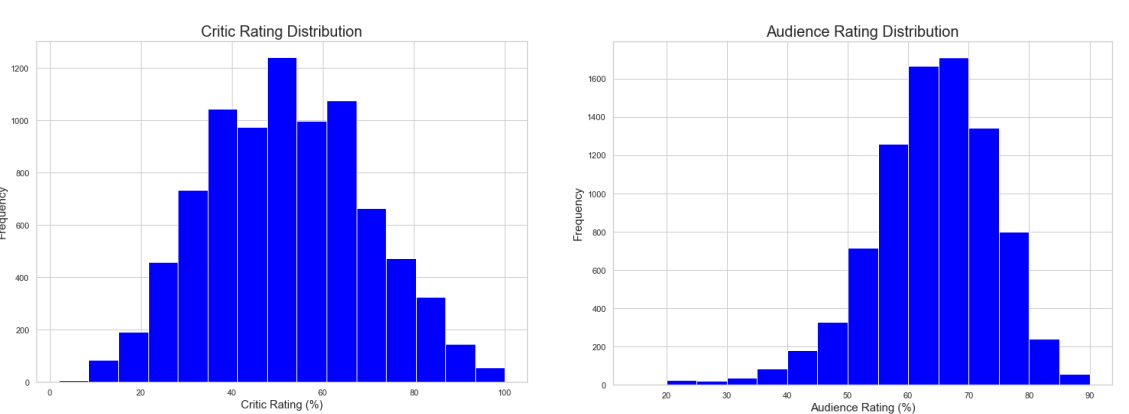 Critic Rating Distribution
1200
1000
800
600
400
200
0
Frequency
0 20 40 60 80 100
Critic Rating (%)
Audience Rating Distribution
1600
1400
1200
1000
800
600
400
200
0
Frequency
20 30 40 50 60 70 80 90
Audience Rating (%)